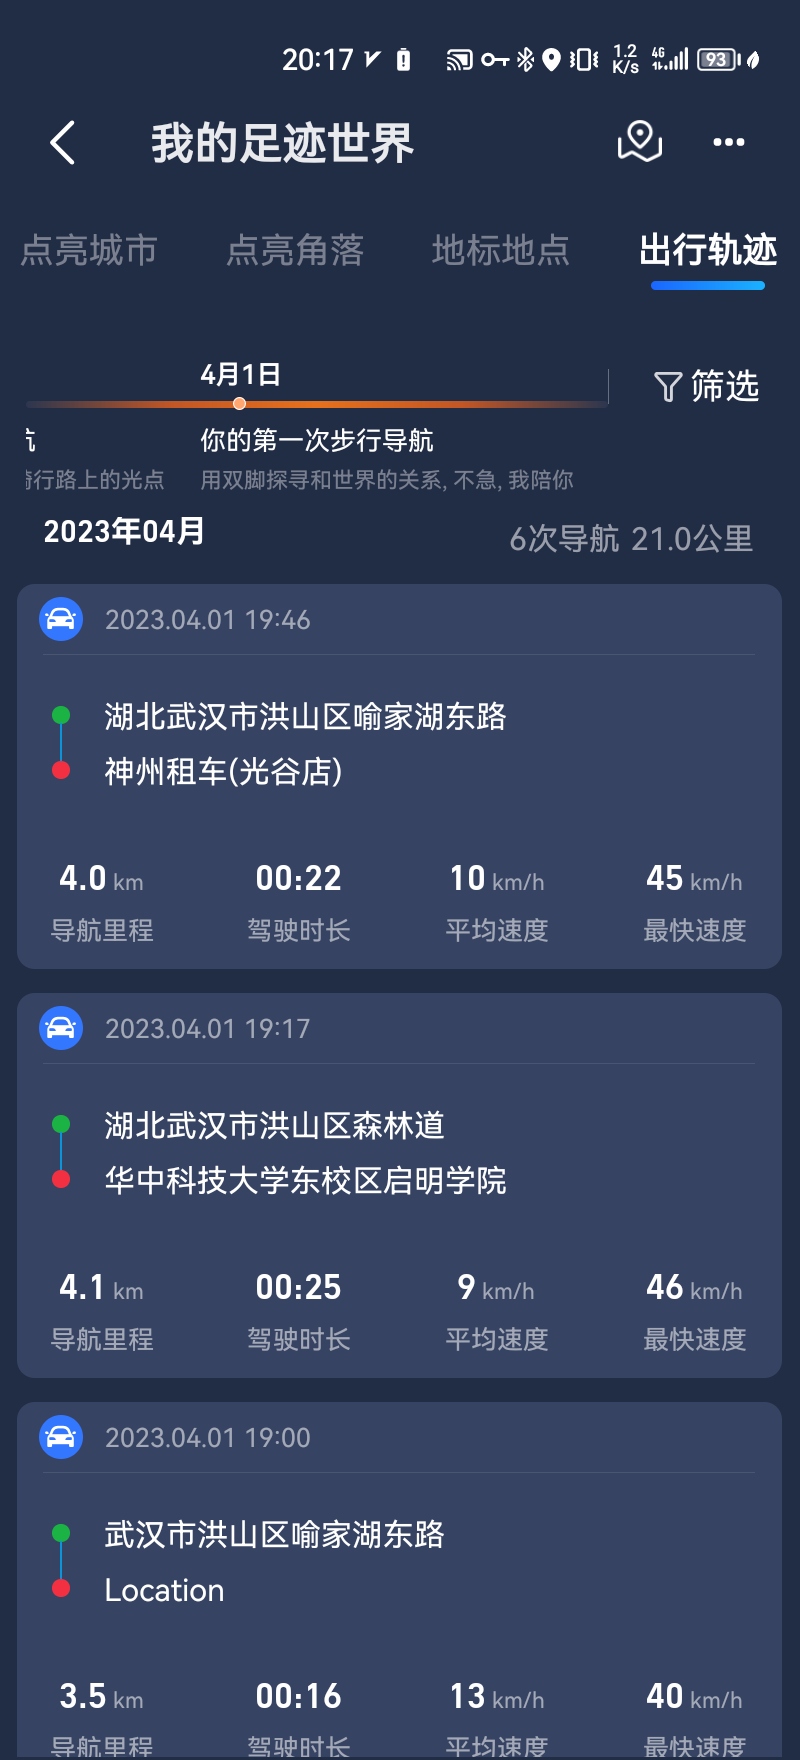 20:17
1.2
K/s
4G
93
我的足迹世界
点亮城市 点亮角落 地标地点 出行轨迹
4月1日
筛选
你的第一次步行导航
行路上的光点 用双脚探寻和世界的关系, 不急, 我陪你
2023年04月
6次导航 21.0公里
2023.04.01 19:46
湖北武汉市洪山区喻家湖东路
神州租车(光谷店)
4.0 km 00:22 10 km/h 45 km/h
导航里程 驾驶时长 平均速度 最快速度
2023.04.01 19:17
湖北武汉市洪山区森林道
华中科技大学东校区启明学院
4.1 km 00:25 9 km/h 46 km/h
导航里程 驾驶时长 平均速度 最快速度
2023.04.01 19:00
武汉市洪山区喻家湖东路
Location
3.5 km 00:16 13 km/h 40 km/h
导航里程 驾驶时长 平均速度 最快速度